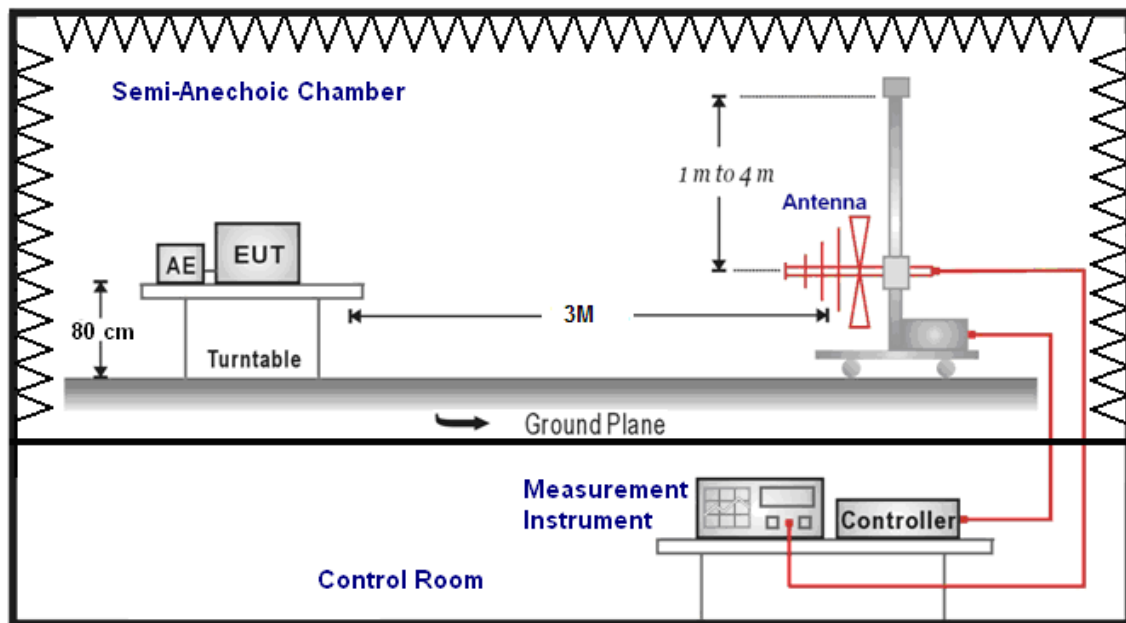 Semi-Anechoic Chamber
1 m to 4 m
Antenna
AE
EUT
80 cm
3M
Turntable
Ground Plane
Measurement
Instrument
Controller
Control Room